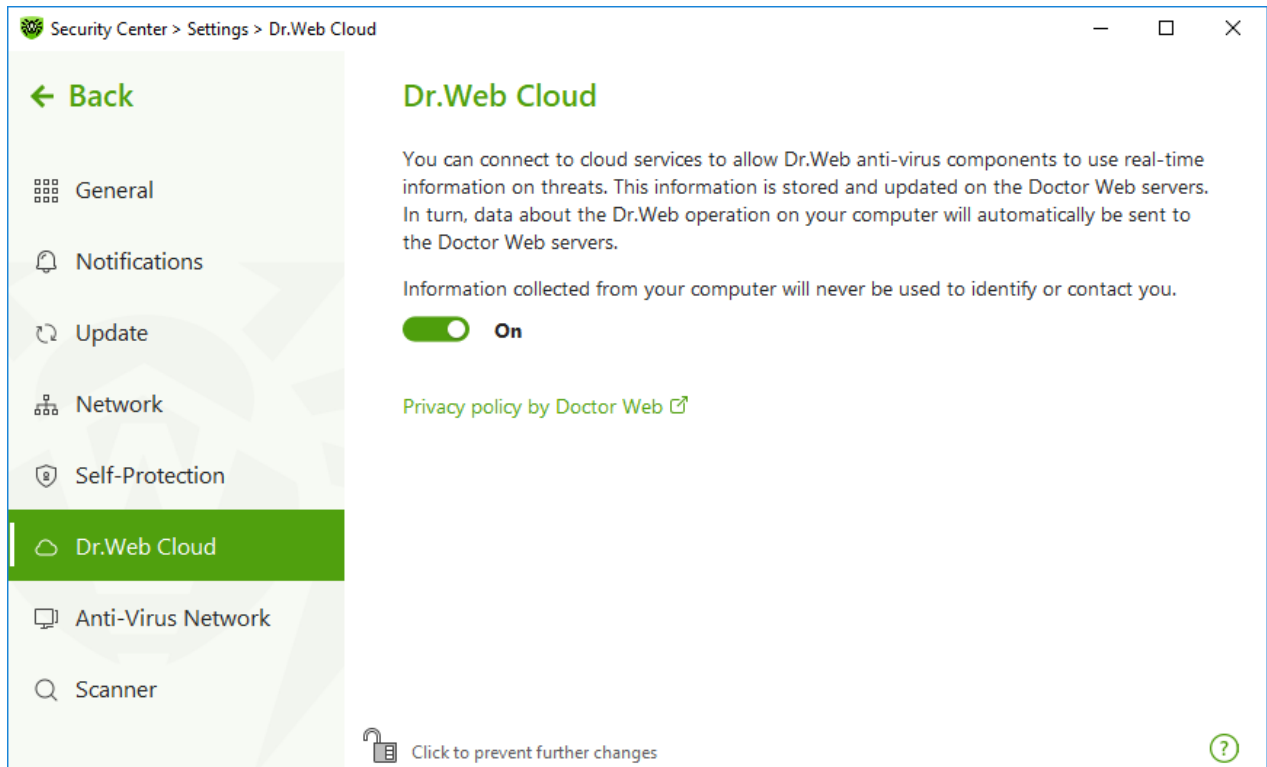 Security Center > Settings > Dr.Web Cloud
Back
General
Notifications
Update
Network
Self-Protection
Dr.Web Cloud
Anti-Virus Network
Scanner
Dr.Web Cloud
You can connect to cloud services to allow Dr.Web anti-virus components to use real-time
information on threats. This information is stored and updated on the Doctor Web servers.
In turn, data about the Dr.Web operation on your computer will automatically be sent to
the Doctor Web servers.
Information collected from your computer will never be used to identify or contact you.
On
Privacy policy by Doctor Web
Click to prevent further changes
?